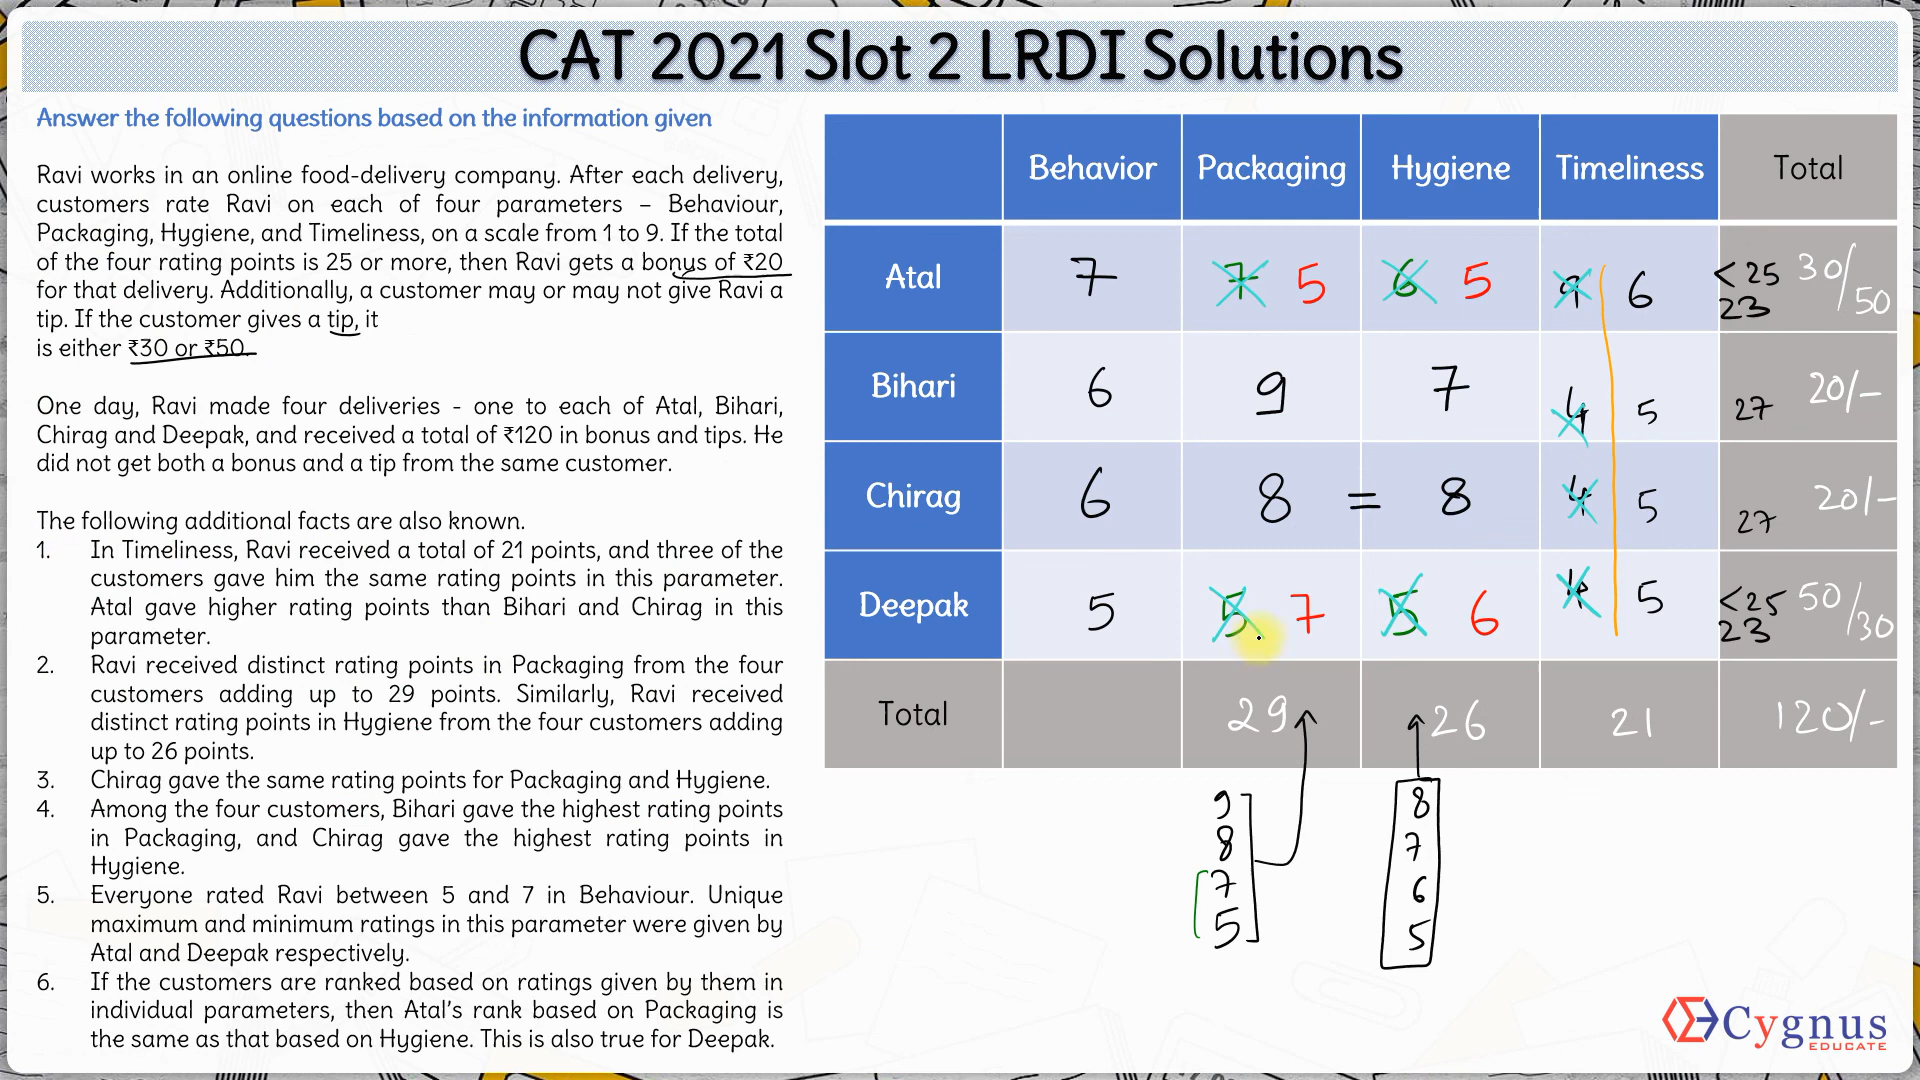 CAT 2021 Slot 2 LRDI Solutions
Answer the following questions based on the information given
Ravi works in an online food-delivery company. After each delivery,
customers rate Ravi on each of four parameters – Behaviour,
Packaging, Hygiene, and Timeliness, on a scale from 1 to 9. If the total
of the four rating points is 25 or more, then Ravi gets a bonus of ₹20
for that delivery. Additionally, a customer may or may not give Ravi a
tip. If the customer gives a tip, it
is either ₹30 or ₹50.
One day, Ravi made four deliveries - one to each of Atal, Bihari,
Chirag and Deepak, and received a total of ₹120 in bonus and tips. He
did not get both a bonus and a tip from the same customer.
The following additional facts are also known.
1. In Timeliness, Ravi received a total of 21 points, and three of the
customers gave him the same rating points in this parameter.
Atal gave higher rating points than Bihari and Chirag in this
parameter.
2. Ravi received distinct rating points in Packaging from the four
customers adding up to 29 points. Similarly, Ravi received
distinct rating points in Hygiene from the four customers adding
up to 26 points.
3. Chirag gave the same rating points for Packaging and Hygiene.
4. Among the four customers, Bihari gave the highest rating points
in Packaging, and Chirag gave the highest rating points in
Hygiene.
5. Everyone rated Ravi between 5 and 7 in Behaviour. Unique
maximum and minimum ratings in this parameter were given by
Atal and Deepak respectively.
6. If the customers are ranked based on ratings given by them in
individual parameters, then Atal's rank based on Packaging is
the same as that based on Hygiene. This is also true for Deepak.
Behavior Packaging Hygiene Timeliness Total
Atal 7 7 5 6 5 9 6 <25 30/50
23
Bihari 6 9 7 4 5 27 20/-
Chirag 6 8 = 8 4 5 27 20/-
Deepak 5 5 7 5 6 4 5 <25 50/30
23
Total 29 26 21 120/-
9 8
8 7
7 6
5 5
Cygnus
EDUCATE